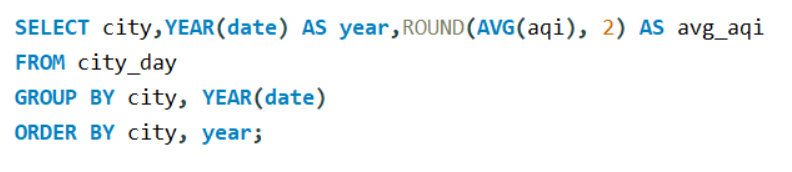 SELECT city,YEAR(date) AS year,ROUND(AVG(aqi), 2) AS avg_aqi
FROM city_day
GROUP BY city, YEAR(date)
ORDER BY city, year;